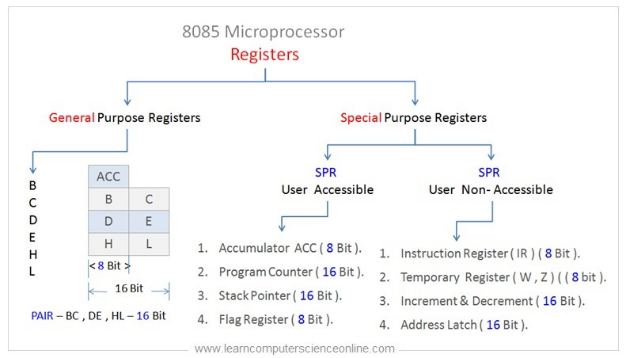 8085 Microprocessor
Registers
General Purpose Registers
Special Purpose Registers
B
C
D
E
H
L
ACC
B C
D E
H L
< 8 Bit >
16 Bit
PAIR – BC , DE , HL – 16 Bit
SPR
User Accessible
1. Accumulator ACC ( 8 Bit ).
2. Program Counter ( 16 Bit ).
3. Stack Pointer ( 16 Bit ).
4. Flag Register ( 8 Bit ).
SPR
User Non- Accessible
1. Instruction Register ( IR ) ( 8 Bit ).
2. Temporary Register ( W , Z ) ( ( 8 bit ).
3. Increment & Decrement ( 16 Bit ).
4. Address Latch ( 16 Bit ).
www.learncomputerscienceonline.com